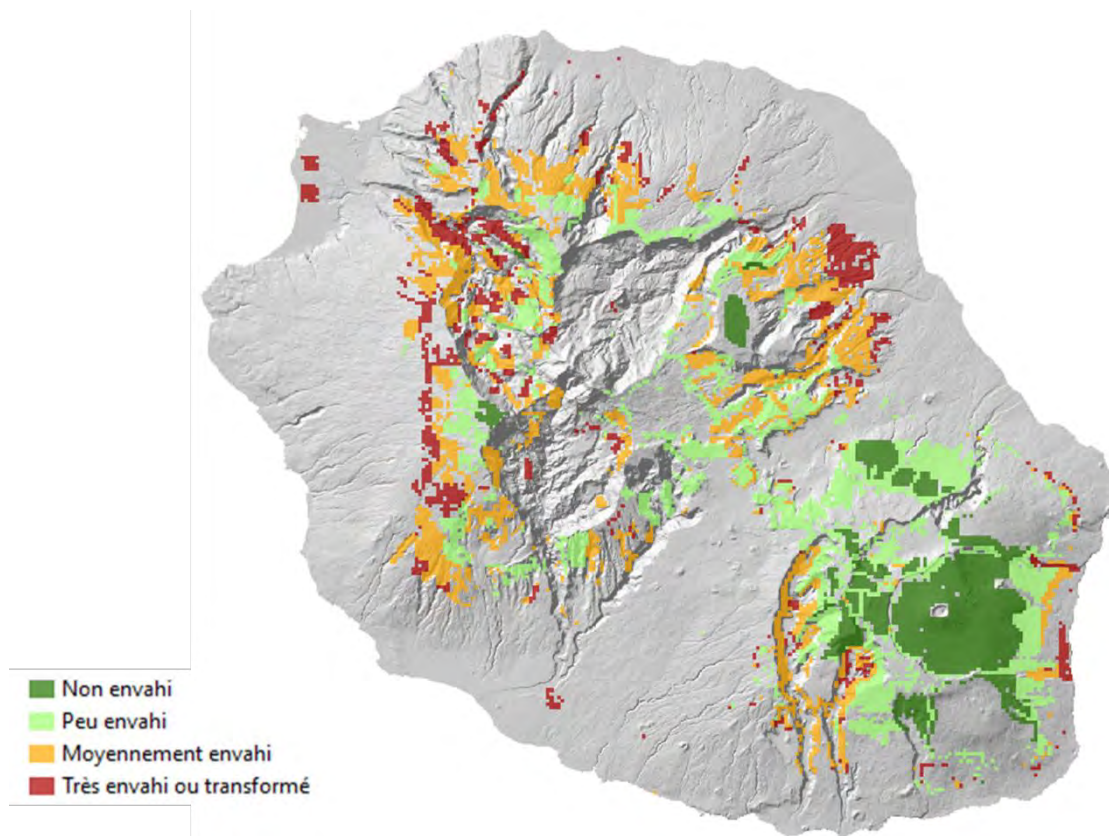 Non envahi
Peu envahi
Moyennement envahi
Très envahi ou transformé